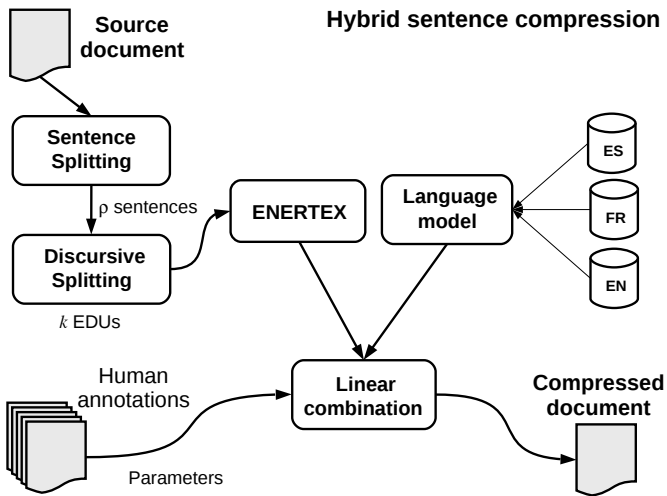 Hybrid sentence compression
Source
document
Sentence
Splitting
ρ sentences
Discursive
Splitting
k EDUs
ENERTEX
Language
model
ES
FR
EN
Human
annotations
Parameters
Linear
combination
Compressed
document